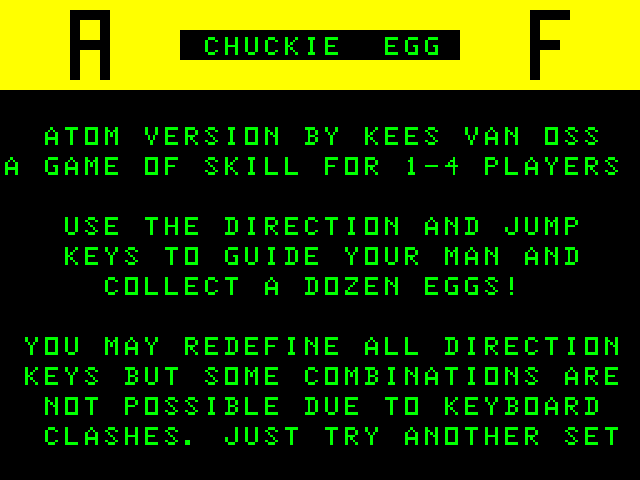 A CHUCKIE EGG F
ATOM VERSION BY KEES VAN OSS
A GAME OF SKILL FOR 1-4 PLAYERS
USE THE DIRECTION AND JUMP
KEYS TO GUIDE YOUR MAN AND
COLLECT A DOZEN EGGS!
YOU MAY REDEFINE ALL DIRECTION
KEYS BUT SOME COMBINATIONS ARE
NOT POSSIBLE DUE TO KEYBOARD
CLASHES. JUST TRY ANOTHER SET